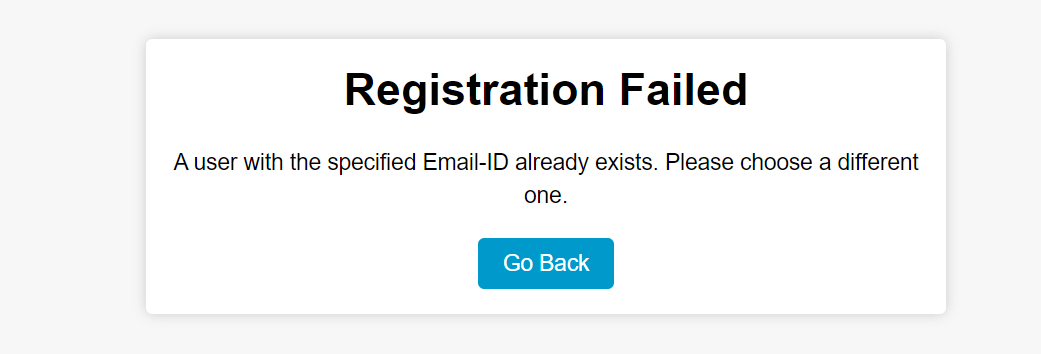 Registration Failed
A user with the specified Email-ID already exists. Please choose a different
one.
Go Back